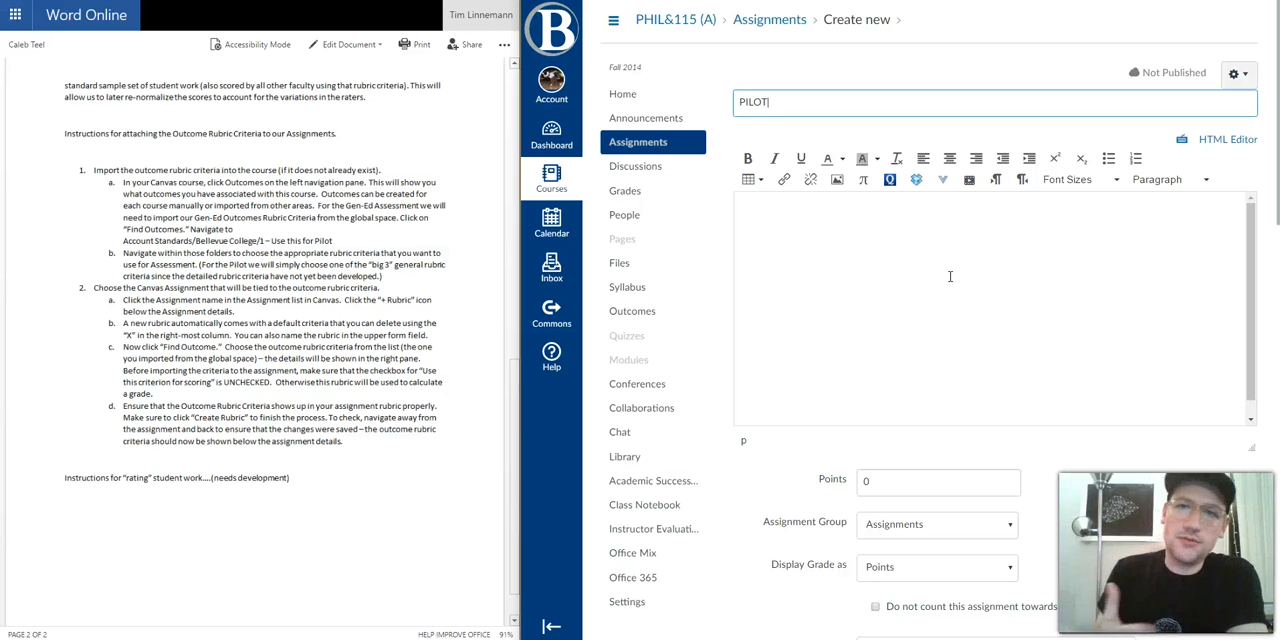 Word Online
Tim Linnemann
Caleb Teel
Accessibility Mode
Edit Document
Print
Share
standard sample set of student work (also scored by all other faculty using that rubric criteria). This will
allow us to later re-normalize the scores to account for the variations in the raters.
Instructions for attaching the Outcome Rubric Criteria to our Assignments.
1. Import the outcome rubric criteria into the course (if it does not already exist).
a. In your Canvas course, click Outcomes on the left navigation pane. This will show you
what outcomes you have associated with this course. Outcomes can be created for
each course manually or imported from other areas. For the Gen-Ed Assessment we will
need to import our Gen-Ed Outcomes Rubric Criteria from the global space. Click on
"Find Outcomes." Navigate to
Account Standards/Bellevue College/1 – Use this for Pilot
b. Navigate within those folders to choose the appropriate rubric criteria that you want to
use for Assessment. (For the Pilot we will simply choose one of the "big 3" general rubric
criteria since the detailed rubric criteria have not yet been developed.)
2. Choose the Canvas Assignment that will be tied to the outcome rubric criteria.
a. Click the Assignment name in the Assignment list in Canvas. Click the "+ Rubric" icon
below the Assignment details.
b. A new rubric automatically comes with a default criteria that you can delete using the
"X" in the right-most column. You can also name the rubric in the upper form field.
c. Now click "Find Outcome." Choose the outcome rubric criteria from the list (the one
you imported from the global space) – the details will be shown in the right pane.
Before importing the criteria to the assignment, make sure that the checkbox for "Use
this criterion for scoring" is UNCHECKED. Otherwise this rubric will be used to calculate
a grade.
d. Ensure that the Outcome Rubric Criteria shows up in your assignment rubric properly.
Make sure to click "Create Rubric" to finish the process. To check, navigate away from
the assignment and back to ensure that the changes were saved – the outcome rubric
criteria should now be shown below the assignment details.
Instructions for "rating" student work....(needs development)
PAGE 2 OF 2
HELP IMPROVE OFFICE
91%
B
Account
Dashboard
Courses
Calendar
Inbox
Commons
Help
PHIL&115 (A) › Assignments › Create new ›
Fall 2014
Home
Announcements
Assignments
Discussions
Grades
People
Pages
Files
Syllabus
Outcomes
Quizzes
Modules
Conferences
Collaborations
Chat
Library
Academic Success...
Class Notebook
Instructor Evaluati...
Office Mix
Office 365
Settings
Not Published
PILOT
HTML Editor
B I U A A Tx x² x₂
π Q V Font Sizes Paragraph
p
Points 0
Assignment Group Assignments
Display Grade as Points
Do not count this assignment towards